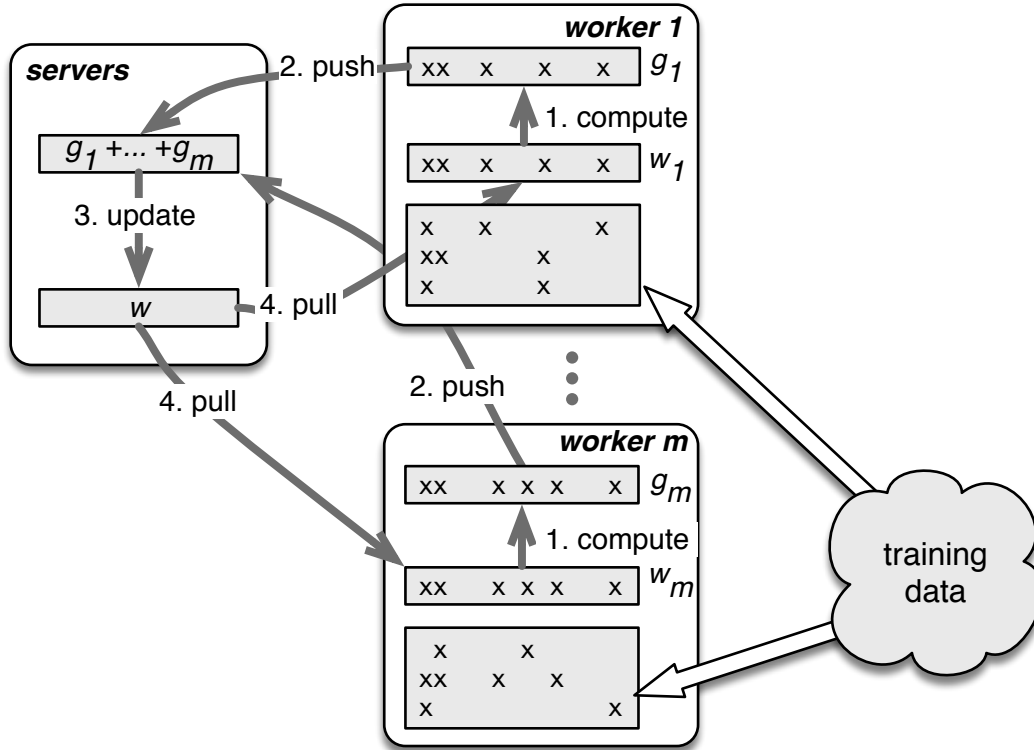 servers
g1 +... +gm
3. update
w
2. push
4. pull
4. pull
2. push
worker 1
xx x x x g1
1. compute
xx x x x w1
x x x
xx x
x x
worker m
xx x x x x gm
1. compute
xx x x x x wm
x x
xx x x
x x
training
data